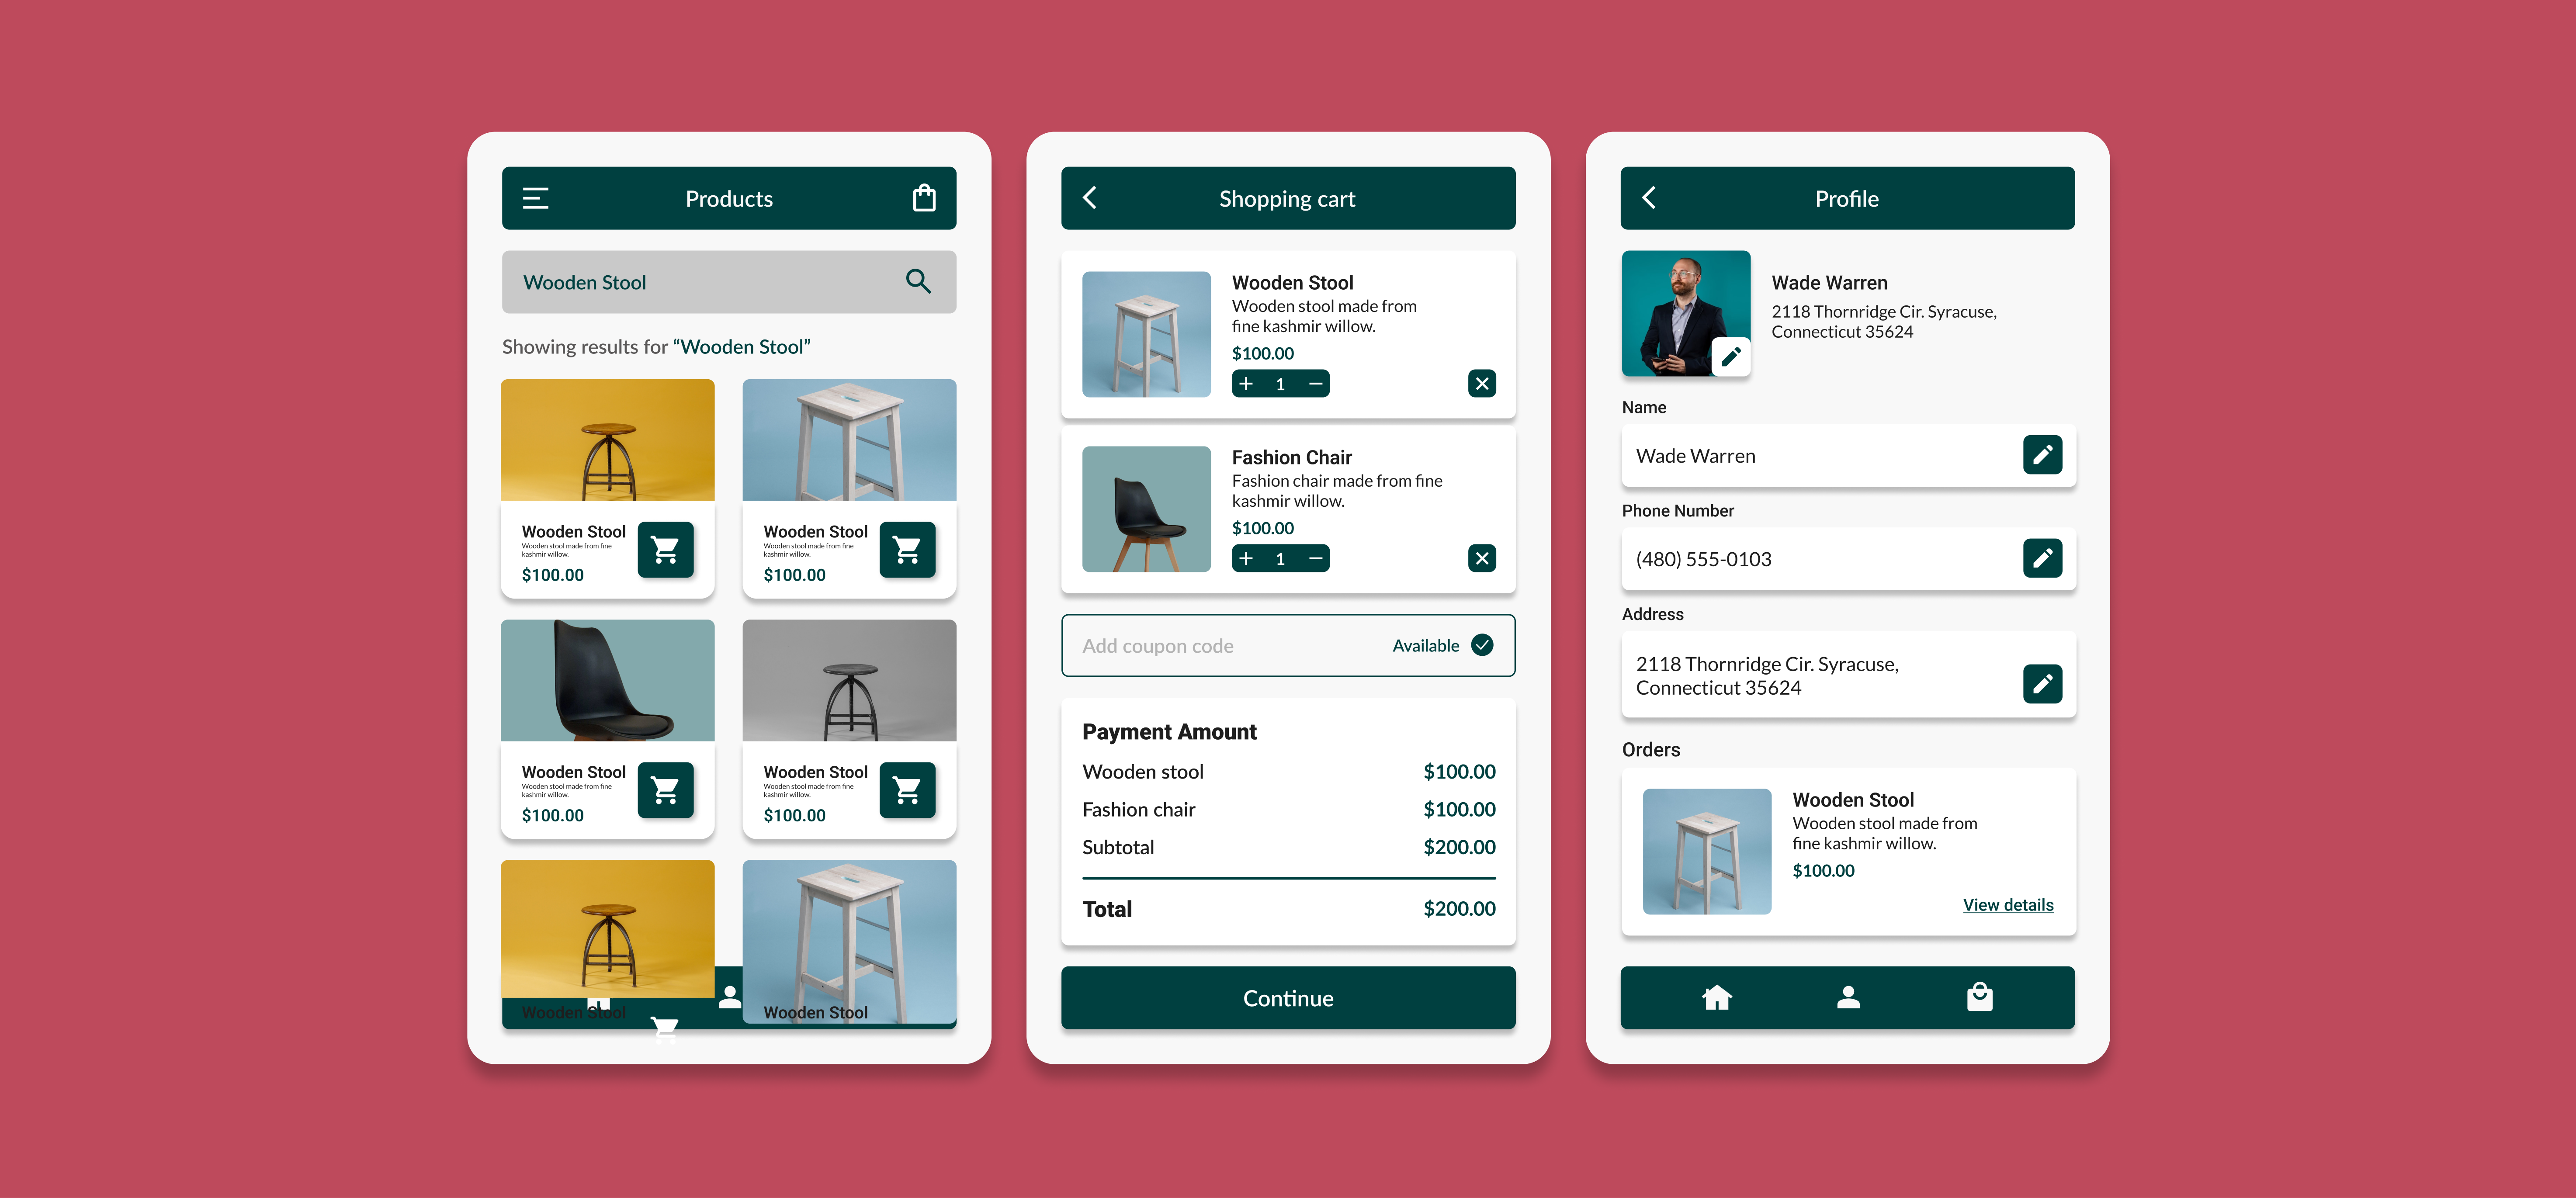 Products
Wooden Stool
Showing results for “Wooden Stool”
Wooden Stool
Wooden stool made from fine
kashmir willow.
$100.00
Wooden Stool
Wooden stool made from fine
kashmir willow.
$100.00
Wooden Stool
Wooden stool made from fine
kashmir willow.
$100.00
Wooden Stool
Wooden stool made from fine
kashmir willow.
$100.00
Wooden Stool
Wooden Stool
Shopping cart
Wooden Stool
Wooden stool made from
fine kashmir willow.
$100.00
+ 1 −
Fashion Chair
Fashion chair made from fine
kashmir willow.
$100.00
+ 1 −
Add coupon code Available
Payment Amount
Wooden stool $100.00
Fashion chair $100.00
Subtotal $200.00
Total $200.00
Continue
Profile
Wade Warren
2118 Thornridge Cir. Syracuse,
Connecticut 35624
Name
Wade Warren
Phone Number
(480) 555-0103
Address
2118 Thornridge Cir. Syracuse,
Connecticut 35624
Orders
Wooden Stool
Wooden stool made from
fine kashmir willow.
$100.00
View details